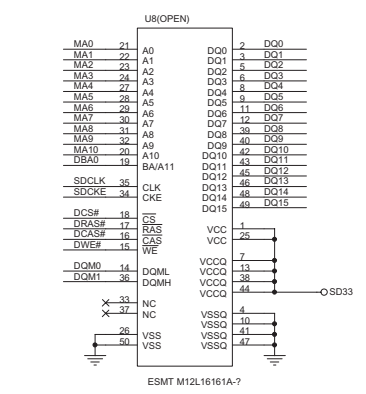 U8(OPEN)
MA0 21 A0 DQ0 2 DQ0
MA1 22 A1 DQ1 3 DQ1
MA2 23 A2 DQ2 5 DQ2
MA3 24 A3 DQ3 6 DQ3
MA4 27 A4 DQ4 8 DQ4
MA5 28 A5 DQ5 9 DQ5
MA6 29 A6 DQ6 11 DQ6
MA7 30 A7 DQ7 12 DQ7
MA8 31 A8 DQ8 39 DQ8
MA9 32 A9 DQ9 40 DQ9
MA10 20 A10 DQ10 42 DQ10
DBA0 19 BA/A11 DQ11 43 DQ11
DQ12 45 DQ12
SDCLK 35 CLK DQ13 46 DQ13
SDCKE 34 CKE DQ14 48 DQ14
DQ15 49 DQ15
DCS# 18 CS
DRAS# 17 RAS VCC 1
DCAS# 16 CAS VCC 25
DWE# 15 WE
VCCQ 7
DQM0 14 DQML VCCQ 13
DQM1 36 DQMH VCCQ 38
VCCQ 44 SD33
33 NC
37 NC VSSQ 4
VSSQ 10
26 VSS VSSQ 41
50 VSS VSSQ 47
ESMT M12L16161A-?